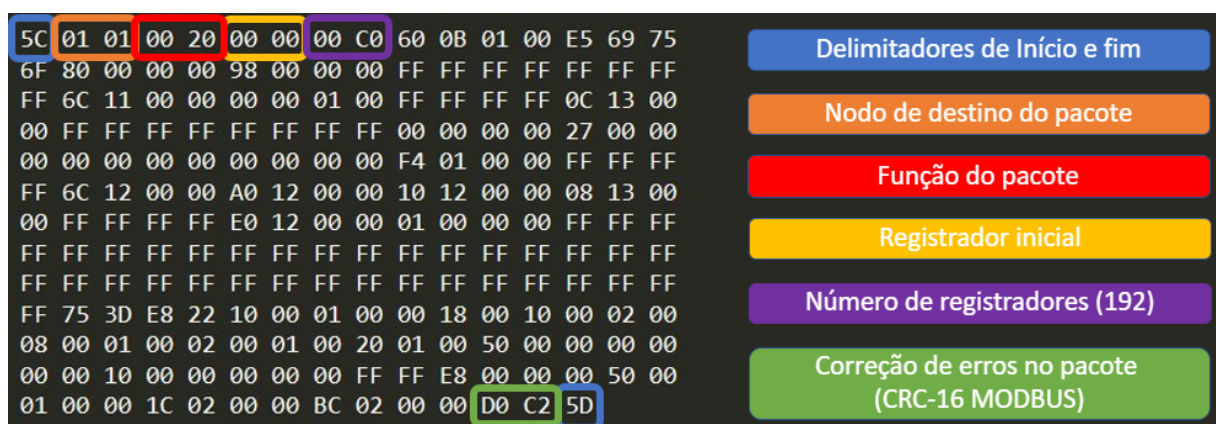 5C 01 01 00 20 00 00 00 C0 60 0B 01 00 E5 69 75
6F 80 00 00 00 98 00 00 00 FF FF FF FF FF FF FF
FF 6C 11 00 00 00 00 01 00 FF FF FF FF 0C 13 00
00 FF FF FF FF FF FF FF FF 00 00 00 00 27 00 00
00 00 00 00 00 00 00 00 00 F4 01 00 00 FF FF FF
FF 6C 12 00 00 A0 12 00 00 10 12 00 00 08 13 00
00 FF FF FF FF E0 12 00 00 01 00 00 00 FF FF FF
FF FF FF FF FF FF FF FF FF FF FF FF FF FF FF FF
FF FF FF FF FF FF FF FF FF FF FF FF FF FF FF FF
FF 75 3D E8 22 10 00 01 00 00 18 00 10 00 02 00
08 00 01 00 02 00 01 00 20 01 00 50 00 00 00 00
00 00 10 00 00 00 00 00 FF FF E8 00 00 00 50 00
01 00 00 1C 02 00 00 BC 02 00 00 D0 C2 5D
Delimitadores de Início e fim
Nodo de destino do pacote
Função do pacote
Registrador inicial
Número de registradores (192)
Correção de erros no pacote
(CRC-16 MODBUS)